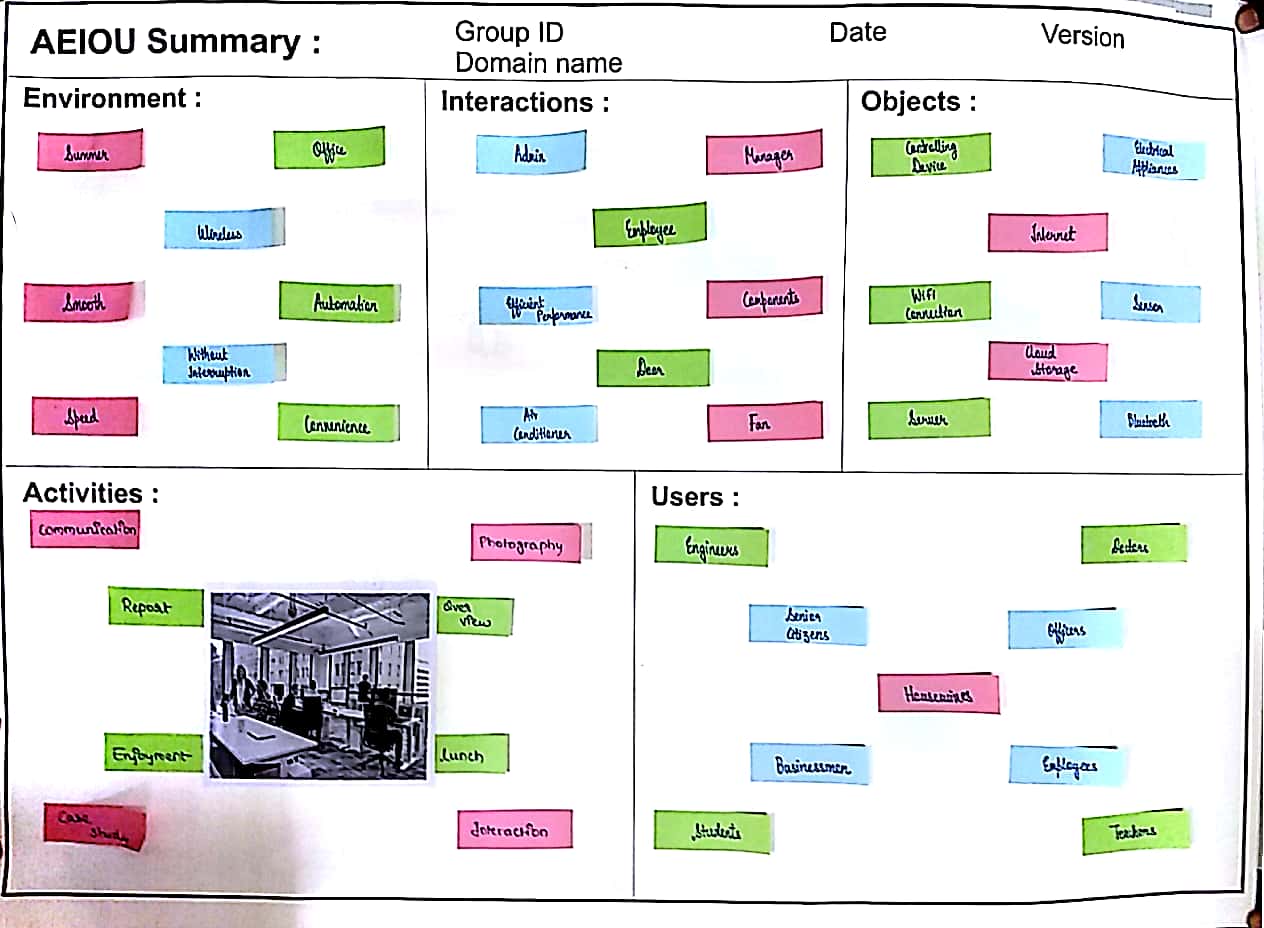 AEIOU Summary :
Group ID
Domain name
Date
Version
Environment :
Summer
Office
Wireless
Smooth
Automation
Without
Interruption
Speed
Convenience
Interactions :
Admin
Manager
Employee
Efficient
Performance
Components
Door
Air
Conditioner
Fan
Objects :
Controlling
Device
Electrical
Appliances
Internet
WiFi
Connection
Sensor
Cloud
Storage
Server
Bluetooth
Activities :
Communication
Photography
Report
Over
view
Enjoyment
Lunch
Case
Study
Interaction
Users :
Engineers
Senior
Citizens
Officers
Housewives
Businessmen
Employees
Students
Teachers